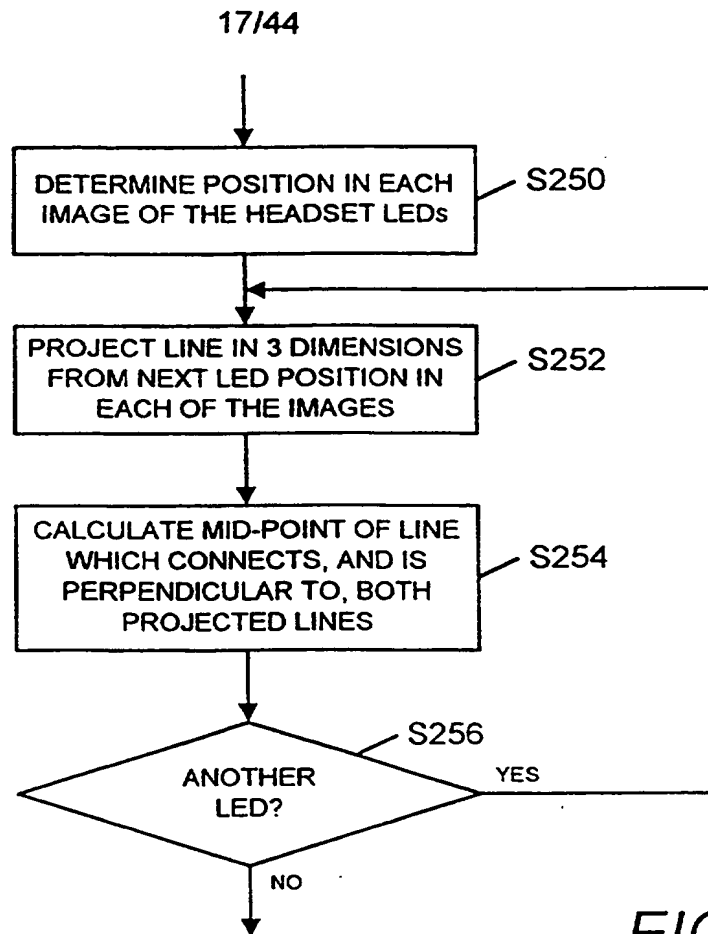 17/44
DETERMINE POSITION IN EACH
IMAGE OF THE HEADSET LEDs
S250
PROJECT LINE IN 3 DIMENSIONS
FROM NEXT LED POSITION IN
EACH OF THE IMAGES
S252
CALCULATE MID-POINT OF LINE
WHICH CONNECTS, AND IS
PERPENDICULAR TO, BOTH
PROJECTED LINES
S254
S256
ANOTHER
LED?
YES
NO